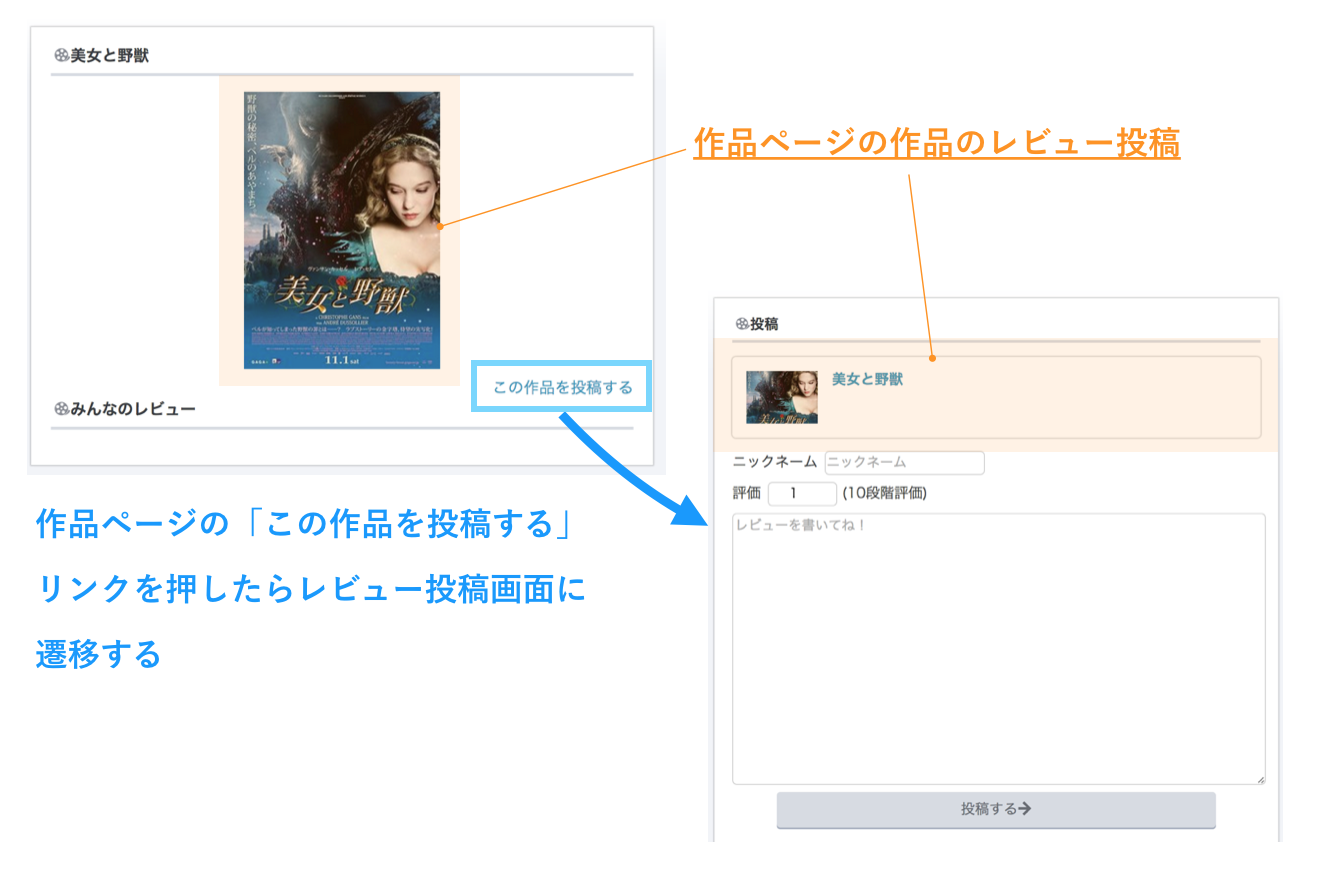 美女と野獣
野獣の秘密、ベルのあやまち。
美女と野獣
11.1 sat
この作品を投稿する
みんなのレビュー
作品ページの「この作品を投稿する」
リンクを押したらレビュー投稿画面に
遷移する
作品ページの作品のレビュー投稿
投稿
美女と野獣
ニックネーム ニックネーム
評価 1 (10段階評価)
レビューを書いてね！
投稿する